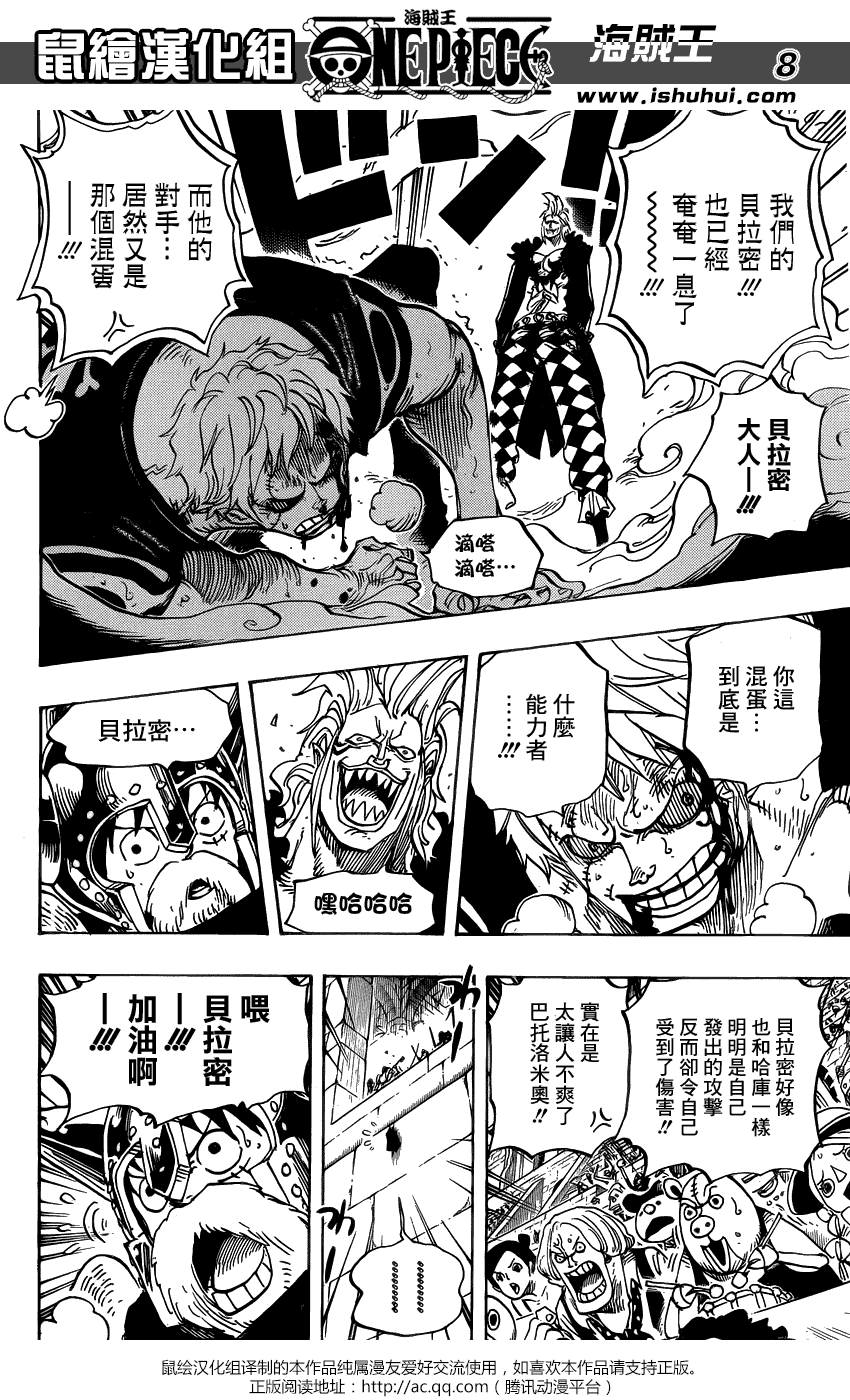 鼠繪漢化組
海賊王
ONE PIECE
海賊王
8
www.ishuhui.com
我們的
貝拉密!!!
也已經
奄奄一息了
~~~!!!
而他的
對手…
居然又是
那個混蛋
——!!!
ドン!
貝拉密
大人—!!!
滴嗒
滴嗒…
你這
混蛋…
到底是
什麼
能力者
……!!!
嘿哈哈哈
貝拉密…
貝拉密好像
也和哈庫一樣
明明是自己
發出的攻擊
反而卻令自己
受到了傷害!!
實在是
太讓人不爽了
巴托洛米奧!!
わあ
わあ
喂
貝拉密
—!!!
加油啊
—!!!
鼠绘汉化组译制的本作品纯属漫友爱好交流使用，如喜欢本作品请支持正版。
正版阅读地址：http://ac.qq.com（腾讯动漫平台）